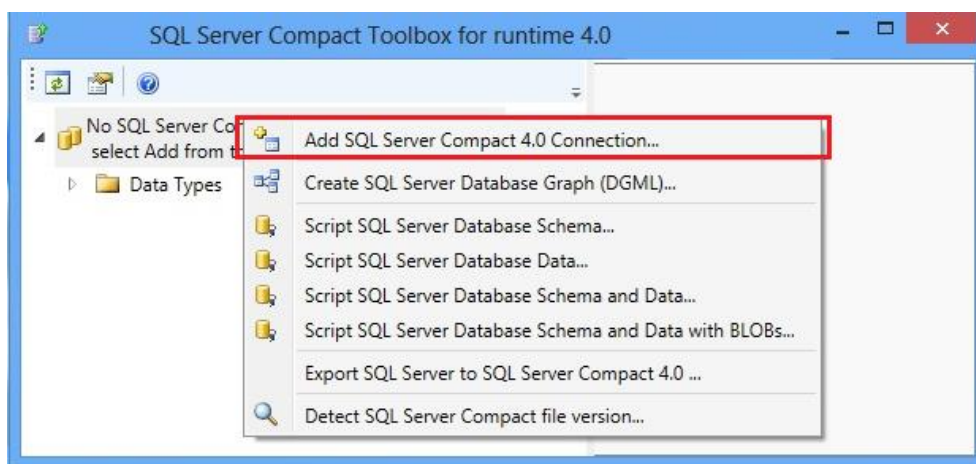 SQL Server Compact Toolbox for runtime 4.0
No SQL Server
select Add from
Data Types
Add SQL Server Compact 4.0 Connection...
Create SQL Server Database Graph (DGML)...
Script SQL Server Database Schema...
Script SQL Server Database Data...
Script SQL Server Database Schema and Data...
Script SQL Server Database Schema and Data with BLOBs...
Export SQL Server to SQL Server Compact 4.0 ...
Detect SQL Server Compact file version...